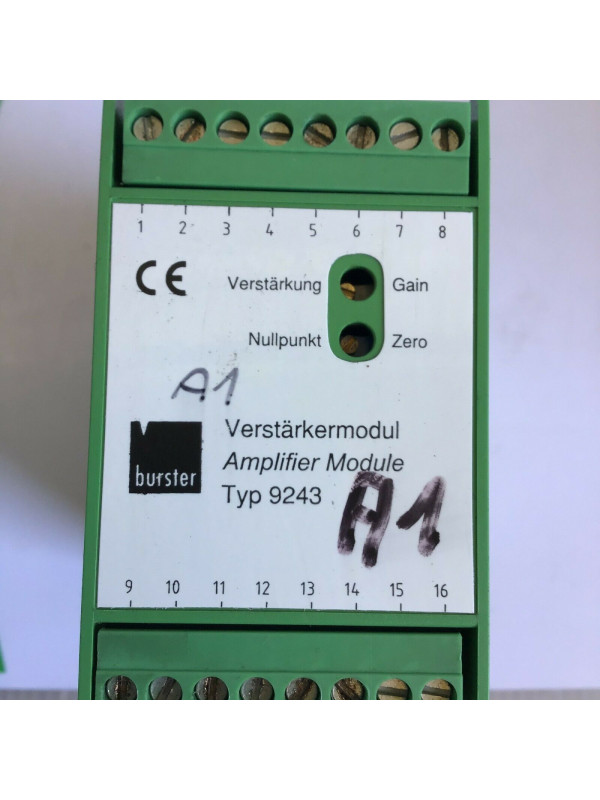 1 2 3 4 5 6 7 8
CE
Verstärkung Gain
Nullpunkt Zero
A1
burster
Verstärkermodul
Amplifier Module
Typ 9243
A1
9 10 11 12 13 14 15 16